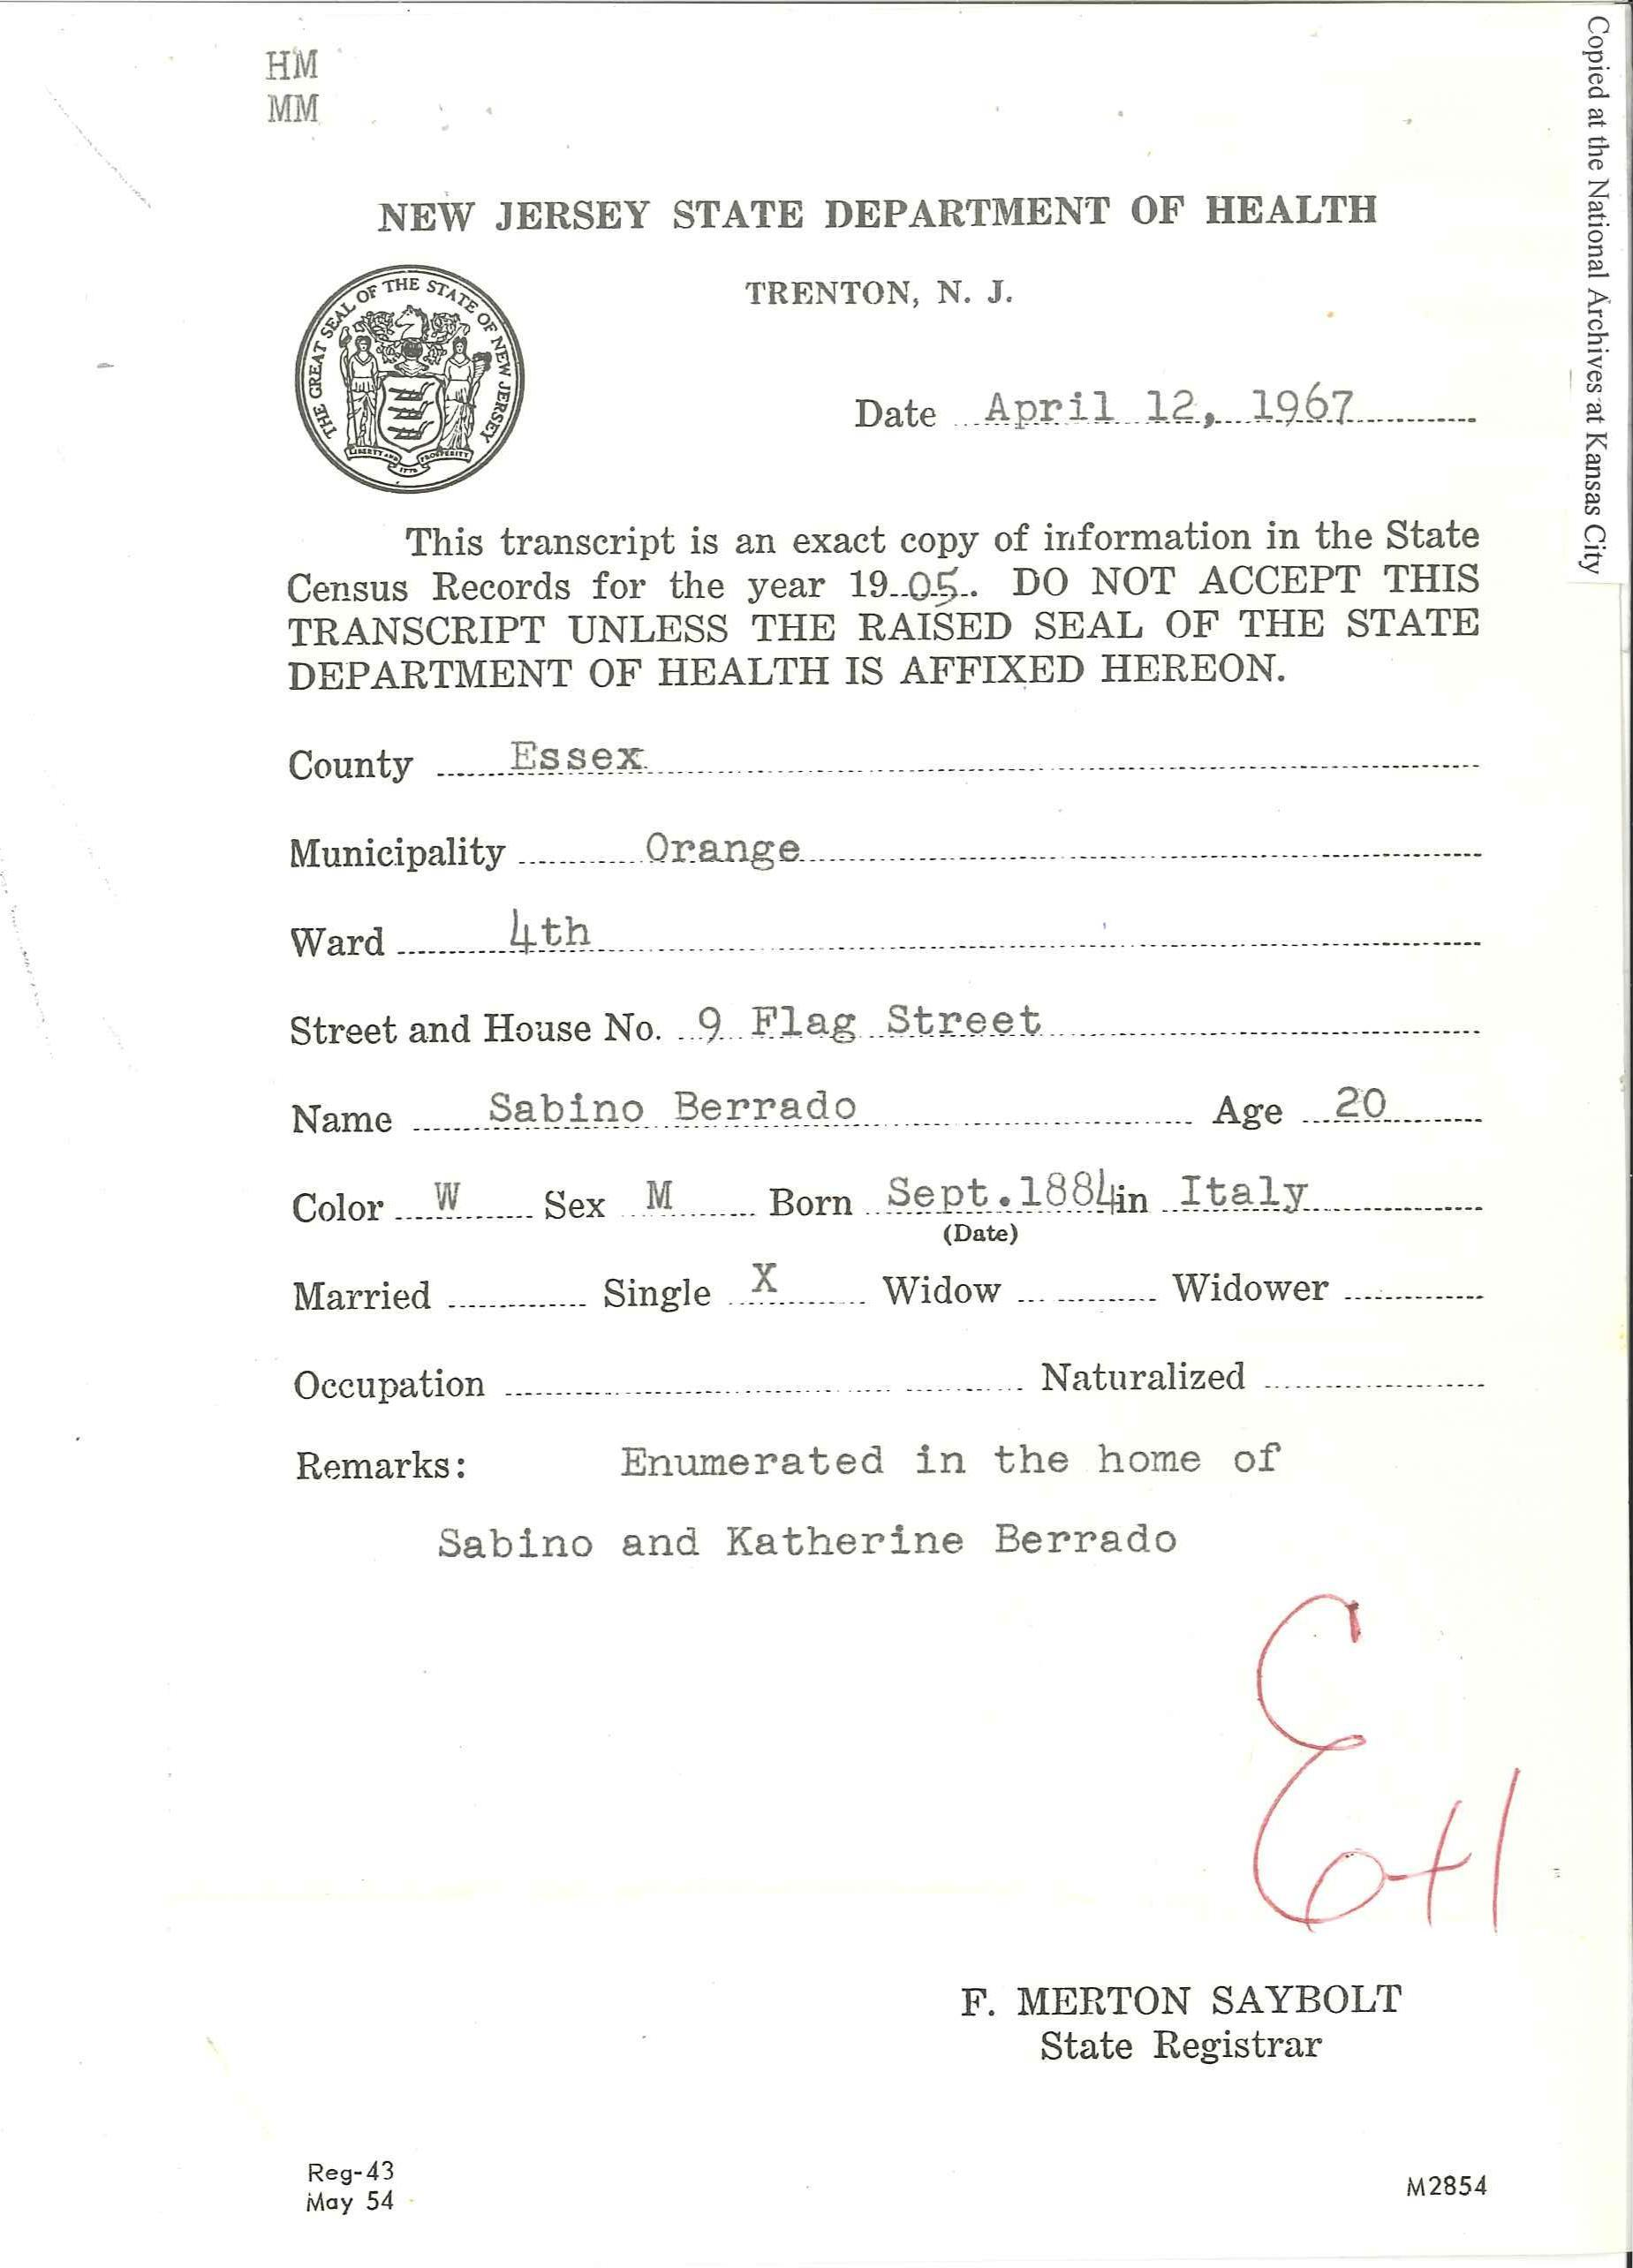 HM
MM
Copied at the National Archives at Kansas City
NEW JERSEY STATE DEPARTMENT OF HEALTH
TRENTON, N. J.
THE GREAT SEAL OF THE STATE OF NEW JERSEY
LIBERTY AND PROSPERITY
1776
Date April 12, 1967
This transcript is an exact copy of information in the State
Census Records for the year 19 05. DO NOT ACCEPT THIS
TRANSCRIPT UNLESS THE RAISED SEAL OF THE STATE
DEPARTMENT OF HEALTH IS AFFIXED HEREON.
County Essex
Municipality Orange
Ward 4th
Street and House No. 9 Flag Street
Name Sabino Berrado Age 20
Color W Sex M Born Sept.1884 in Italy
(Date)
Married Single X Widow Widower
Occupation Naturalized
Remarks: Enumerated in the home of
Sabino and Katherine Berrado
F. MERTON SAYBOLT
State Registrar
Reg-43
May 54
M2854